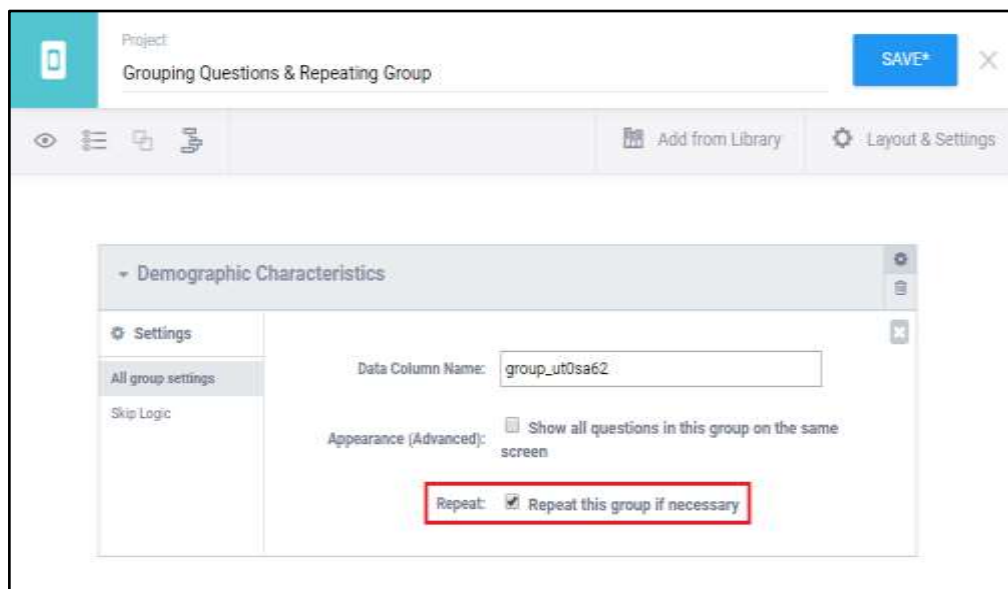 Project
Grouping Questions & Repeating Group
SAVE*
Add from Library
Layout & Settings
Demographic Characteristics
Settings
All group settings
Skip Logic
Data Column Name:
group_ut0sa62
Appearance (Advanced):
Show all questions in this group on the same
screen
Repeat:
Repeat this group if necessary